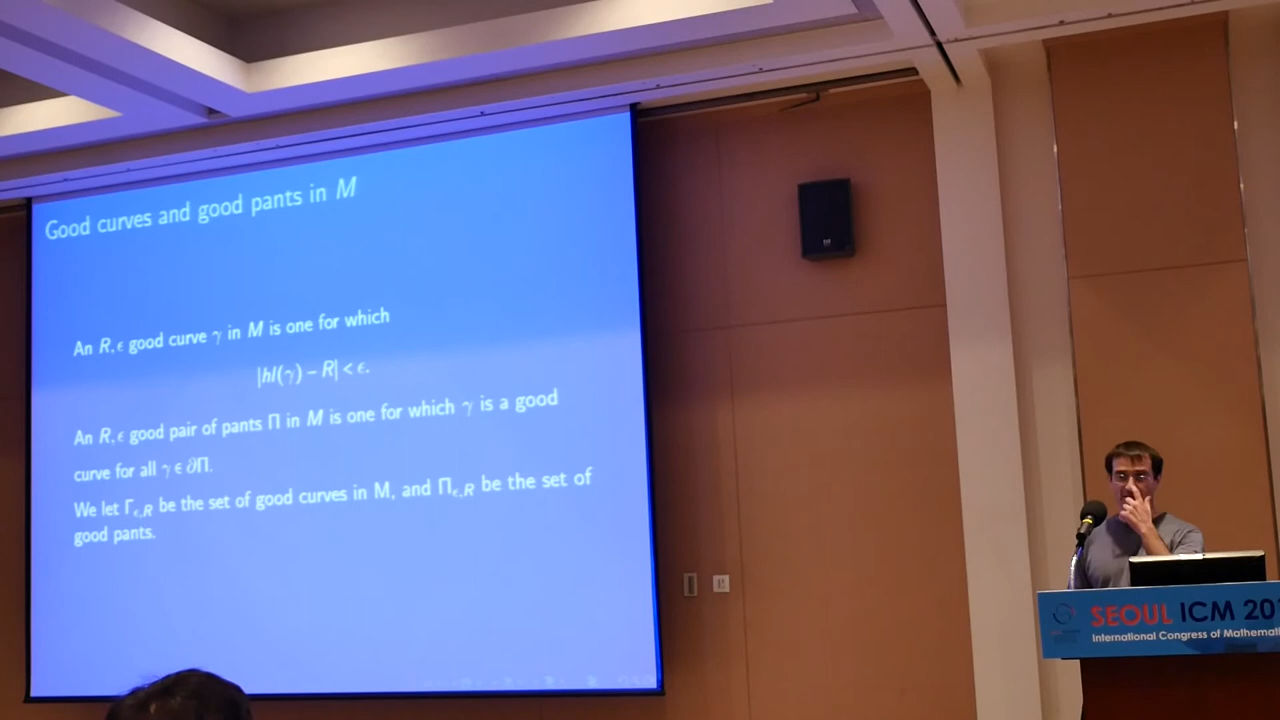 Good curves and good pants in M
An R, ϵ good curve γ in M is one for which
|hl(γ) – R| < ϵ.
An R, ϵ good pair of pants Π in M is one for which γ is a good
curve for all γ ∈ ∂Π.
We let Γϵ,R be the set of good curves in M, and Πϵ,R be the set of
good pants.
SEOUL ICM 20
International Congress of Mathemati